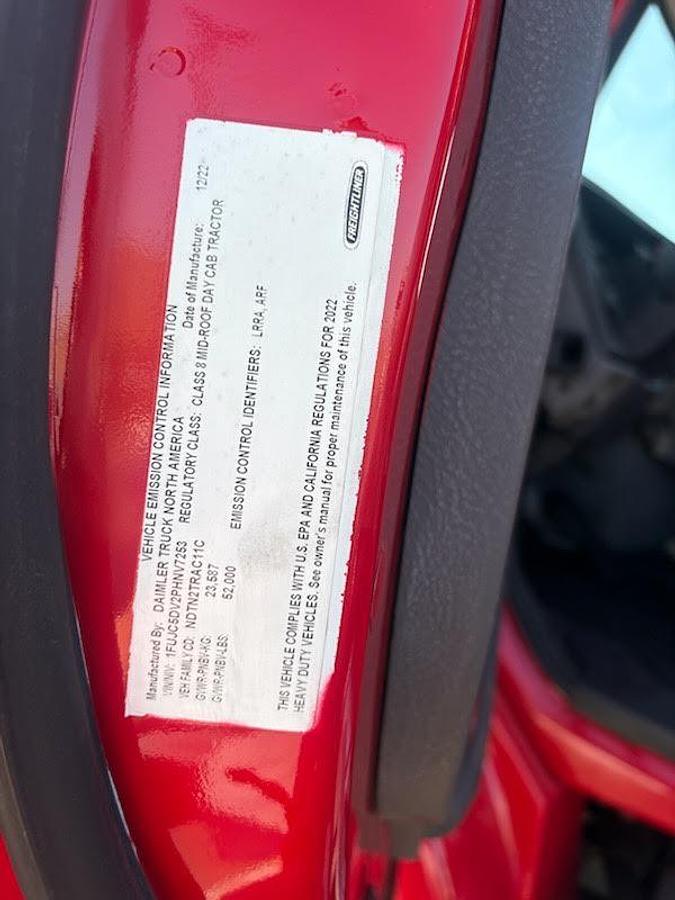 VEHICLE EMISSION CONTROL INFORMATION
Manufactured By: DAIMLER TRUCK NORTH AMERICA Date of Manufacture: 12/22
VIN/NIV: 1FUJC5DV2PHNV7253 REGULATORY CLASS: CLASS 8 MID-ROOF DAY CAB TRACTOR
VEH FAMILY CD: NDTN2TRAC11C
GVWR-PNBV-KG: 23,587
GVWR-PNBV-LBS: 52,000
EMISSION CONTROL IDENTIFIERS: LRRA, ARF
THIS VEHICLE COMPLIES WITH U.S. EPA AND CALIFORNIA REGULATIONS FOR 2022
HEAVY DUTY VEHICLES. See owner's manual for proper maintenance of this vehicle.
FREIGHTLINER